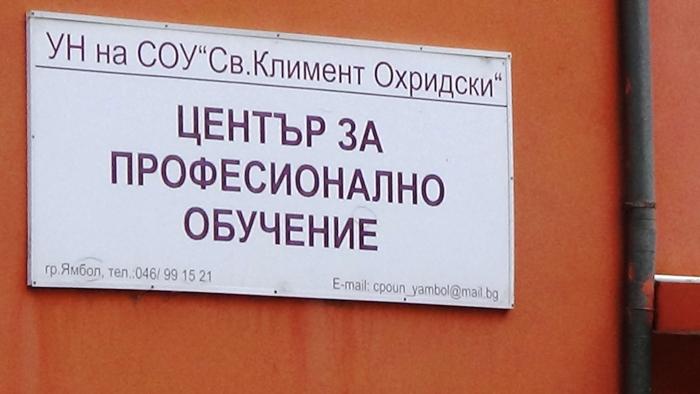 УН на СОУ“Св.Климент Охридски“
ЦЕНТЪР ЗА
ПРОФЕСИОНАЛНО
ОБУЧЕНИЕ
гр.Ямбол, тел.:046/ 99 15 21
E-mail: cpoun_yambol@mail.bg